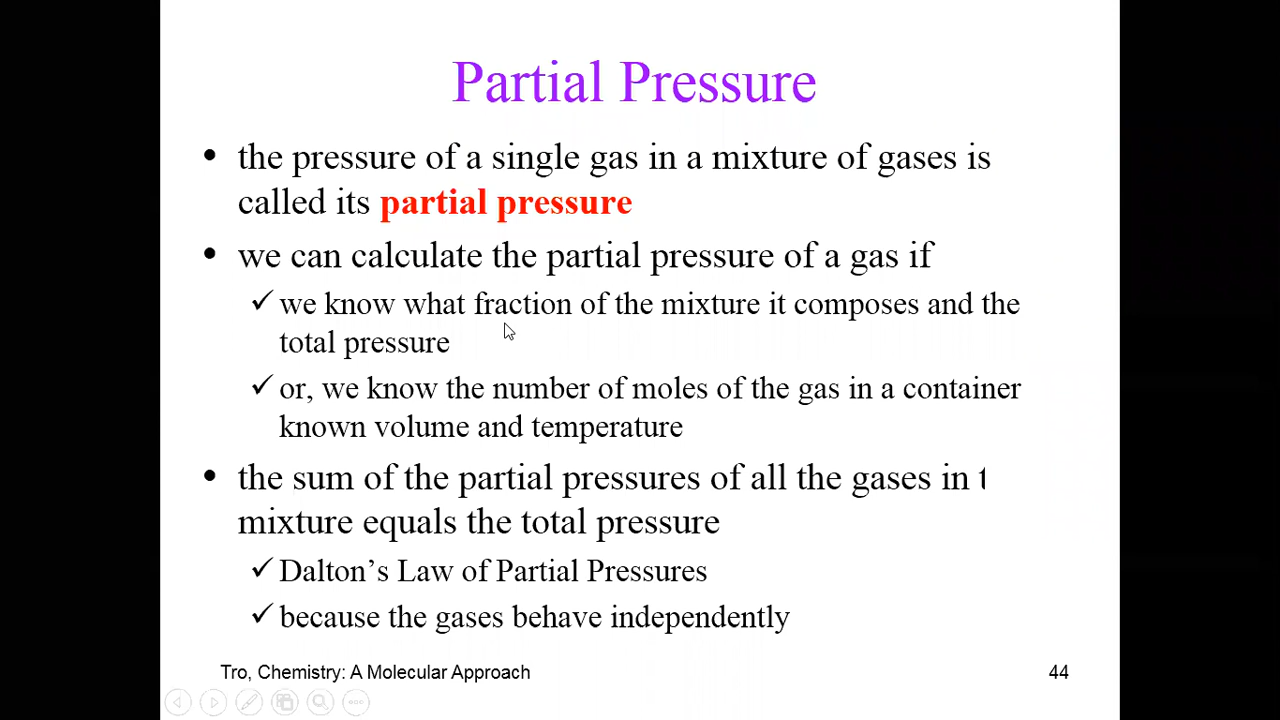 Partial Pressure
• the pressure of a single gas in a mixture of gases is
called its partial pressure
• we can calculate the partial pressure of a gas if
✓ we know what fraction of the mixture it composes and the
total pressure
✓ or, we know the number of moles of the gas in a container
known volume and temperature
• the sum of the partial pressures of all the gases in t
mixture equals the total pressure
✓ Dalton’s Law of Partial Pressures
✓ because the gases behave independently
Tro, Chemistry: A Molecular Approach
44